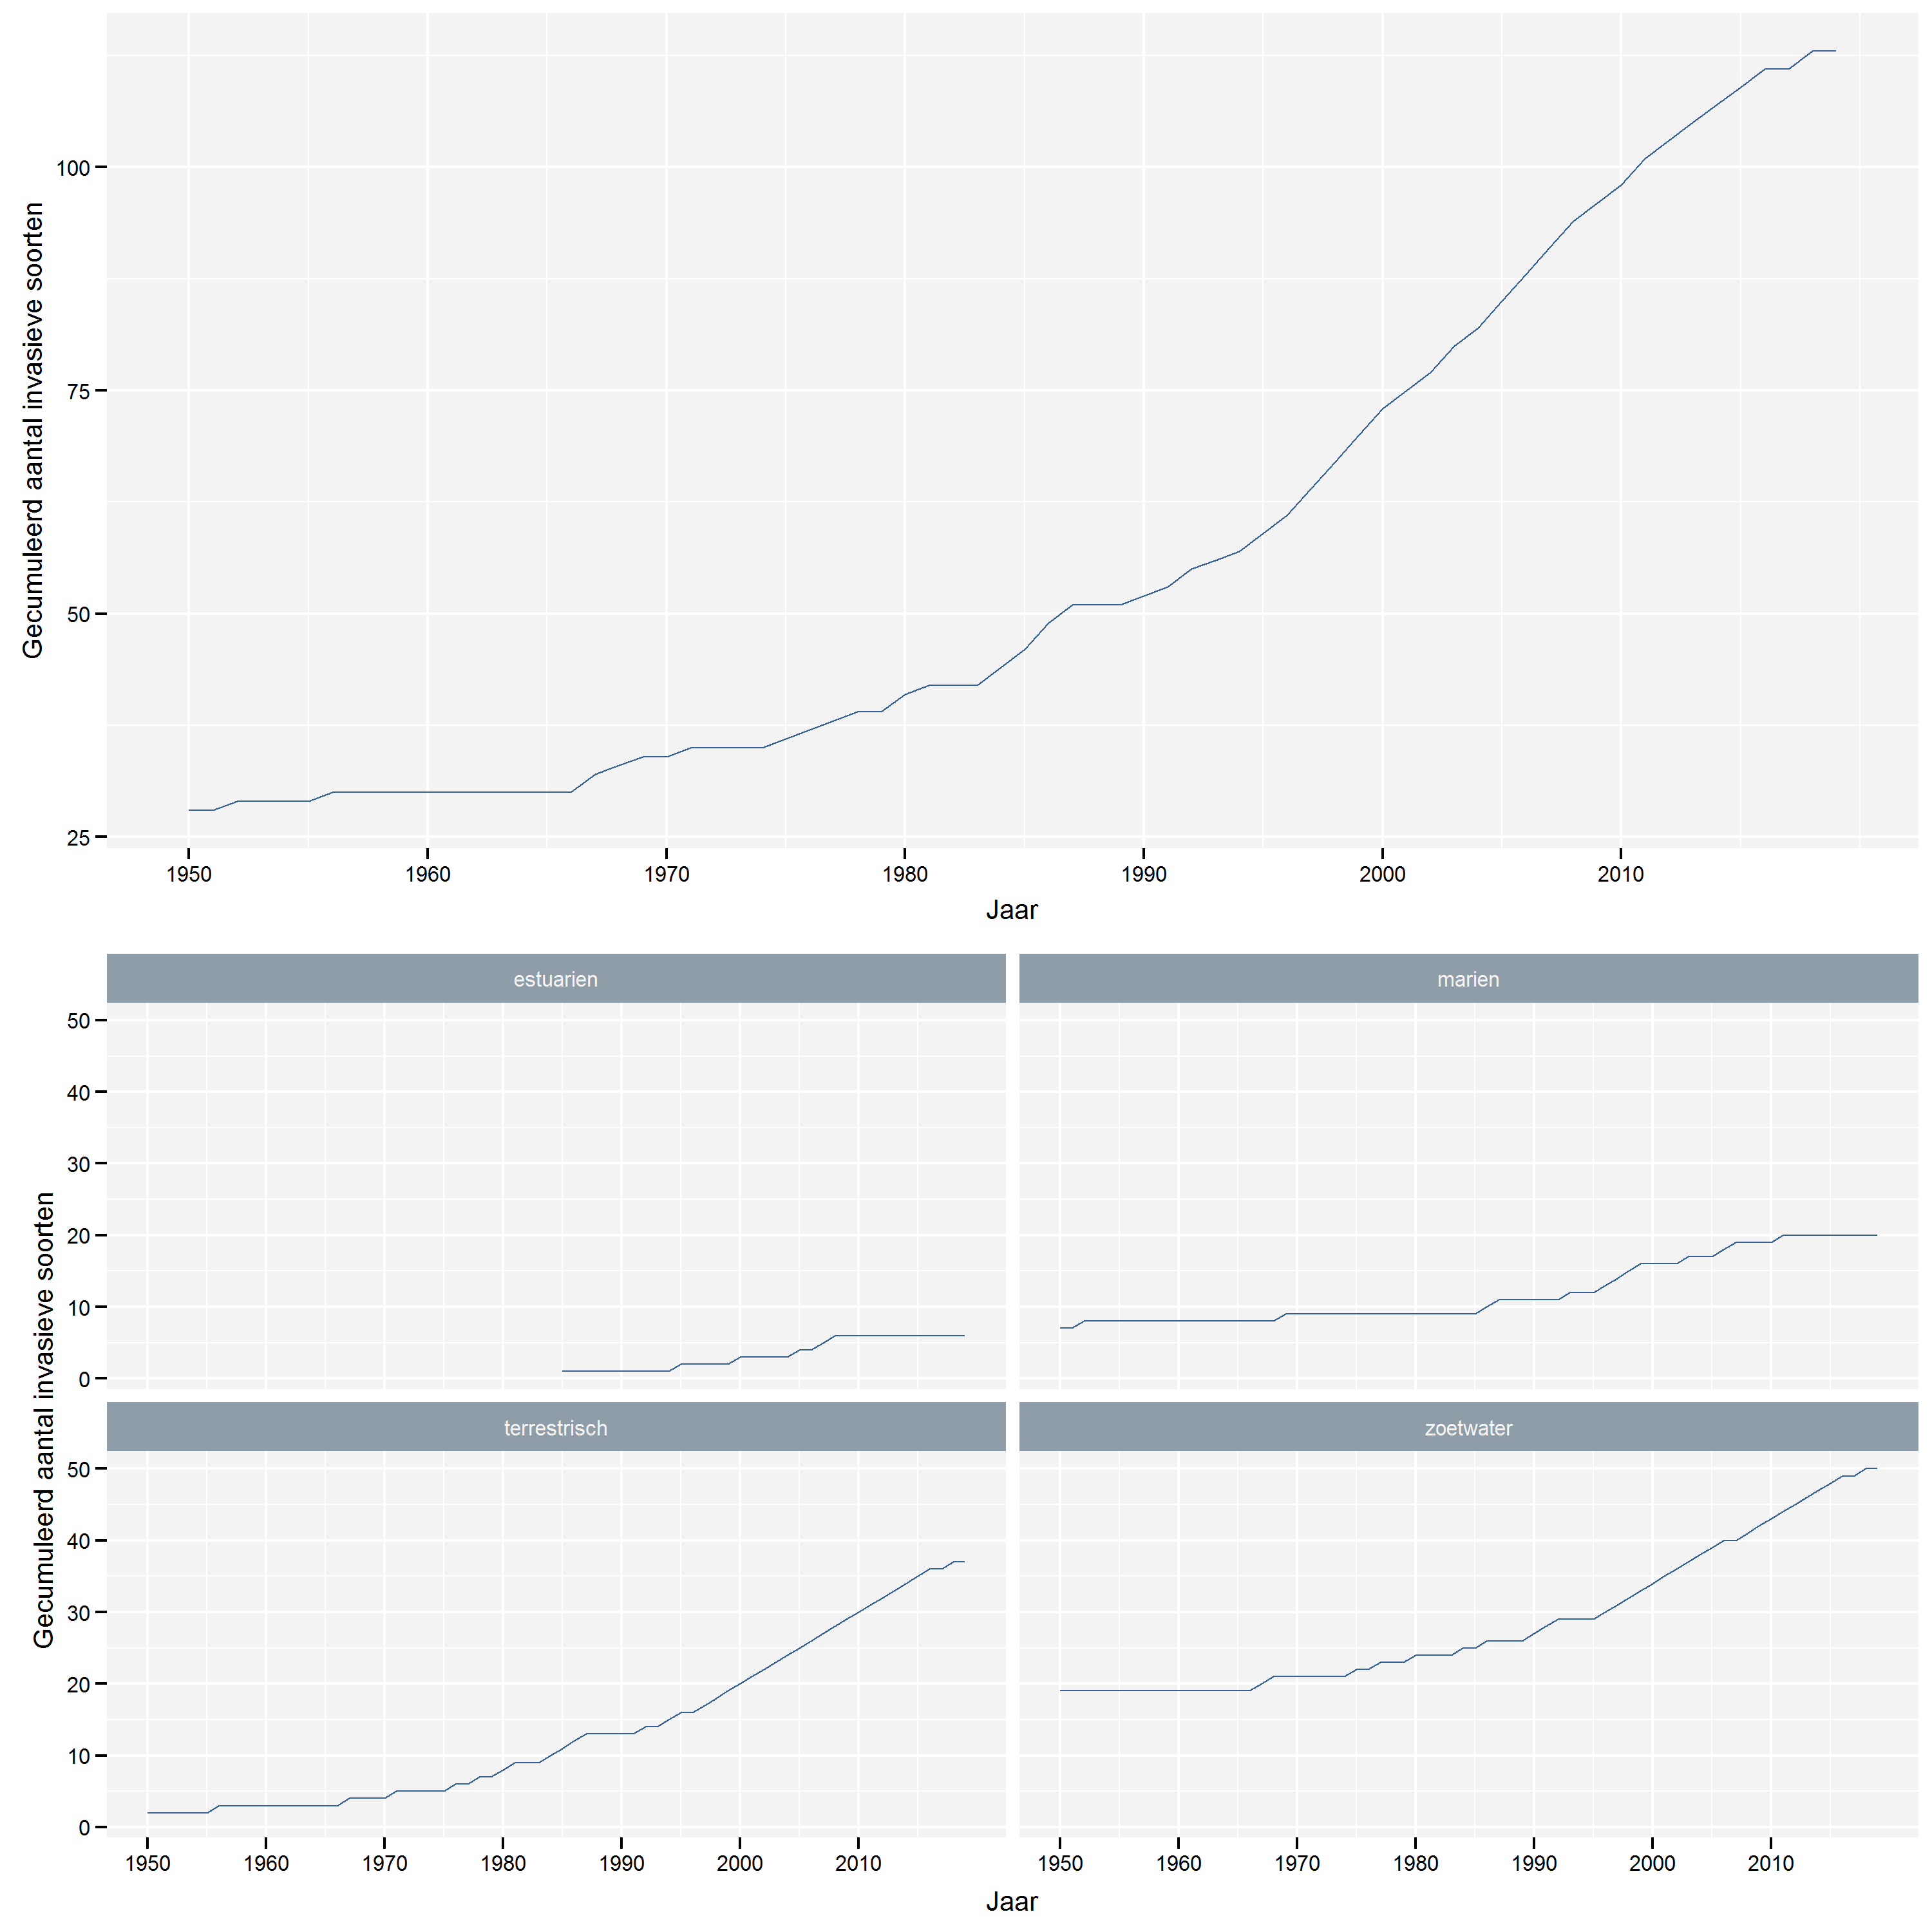 Gecumuleerd aantal invasieve soorten
100
75
50
25
1950 1960 1970 1980 1990 2000 2010
Jaar
estuarien marien
Gecumuleerd aantal invasieve soorten
50
40
30
20
10
0
terrestrisch zoetwater
50
40
30
20
10
0
1950 1960 1970 1980 1990 2000 2010 1950 1960 1970 1980 1990 2000 2010
Jaar